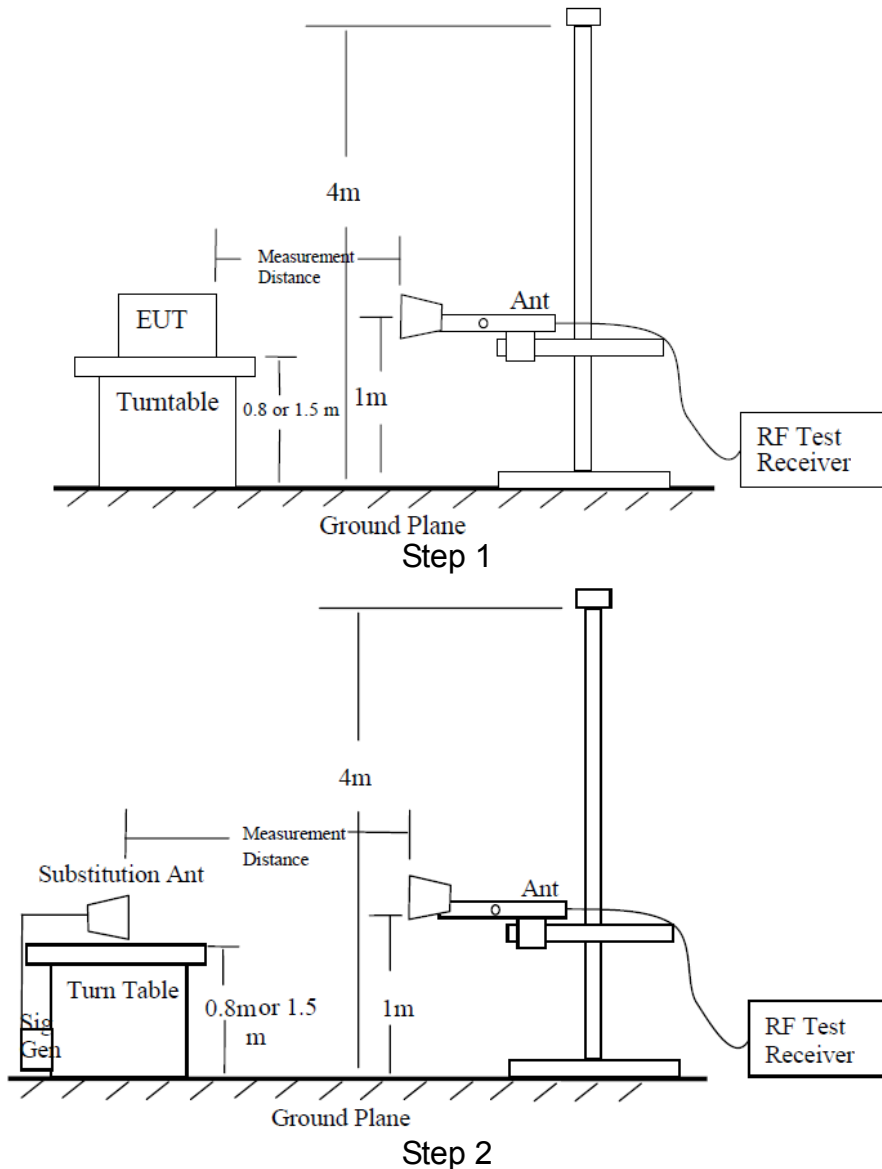 4m
Measurement
Distance
Ant
EUT
1m
Turntable
0.8 or 1.5 m
RF Test
Receiver
Ground Plane
Step 1
4m
Measurement
Distance
Substitution Ant
Ant
Turn Table
0.8m or 1.5
m
1m
Sig
Gen
RF Test
Receiver
Ground Plane
Step 2